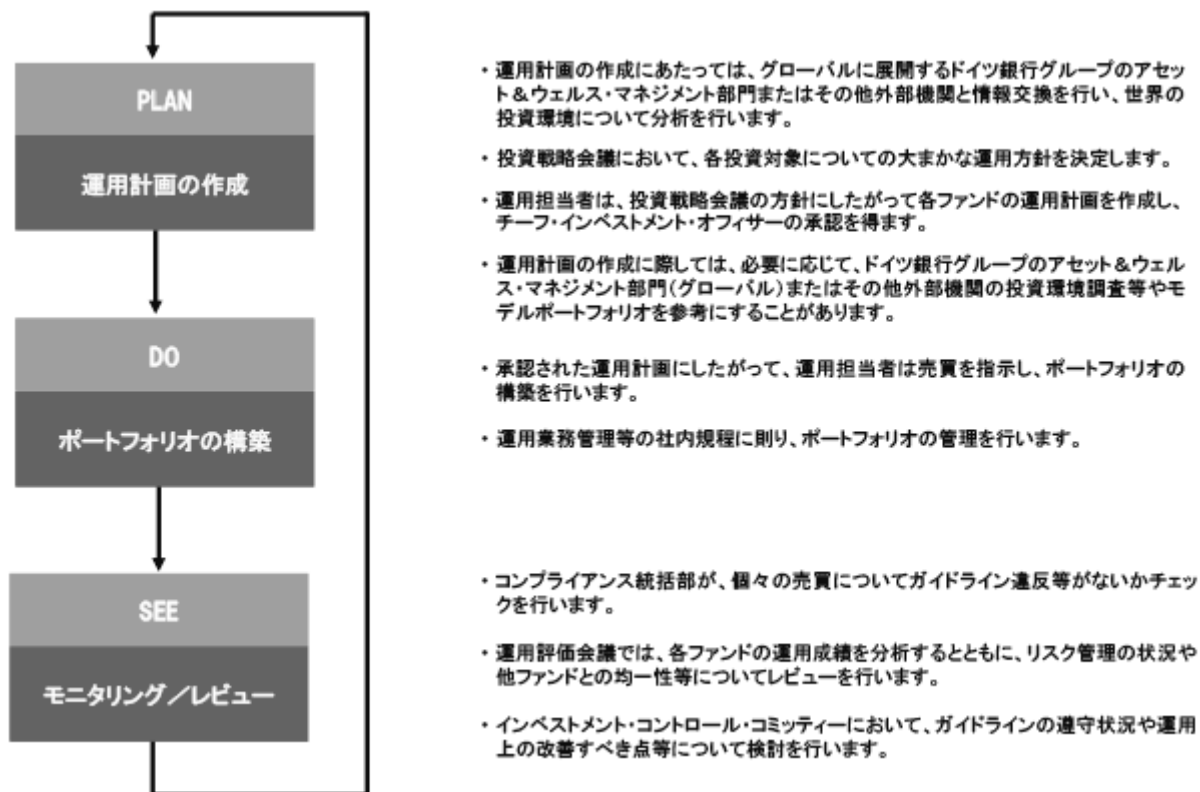 PLAN
運用計画の作成
・運用計画の作成にあたっては、グローバルに展開するドイツ銀行グループのアセッ
ト＆ウェルス・マネジメント部門またはその他外部機関と情報交換を行い、世界の
投資環境について分析を行います。
・投資戦略会議において、各投資対象についての大まかな運用方針を決定します。
・運用担当者は、投資戦略会議の方針にしたがって各ファンドの運用計画を作成し、
チーフ・インベストメント・オフィサーの承認を得ます。
・運用計画の作成に際しては、必要に応じて、ドイツ銀行グループのアセット＆ウェル
ス・マネジメント部門（グローバル）またはその他外部機関の投資環境調査等やモ
デルポートフォリオを参考にすることがあります。
DO
ポートフォリオの構築
・承認された運用計画にしたがって、運用担当者は売買を指示し、ポートフォリオの
構築を行います。
・運用業務管理等の社内規程に則り、ポートフォリオの管理を行います。
SEE
モニタリング／レビュー
・コンプライアンス統括部が、個々の売買についてガイドライン違反等がないかチェッ
クを行います。
・運用評価会議では、各ファンドの運用成績を分析するとともに、リスク管理の状況や
他ファンドとの均一性等についてレビューを行います。
・インベストメント・コントロール・コミッティーにおいて、ガイドラインの遵守状況や運用
上の改善すべき点等について検討を行います。